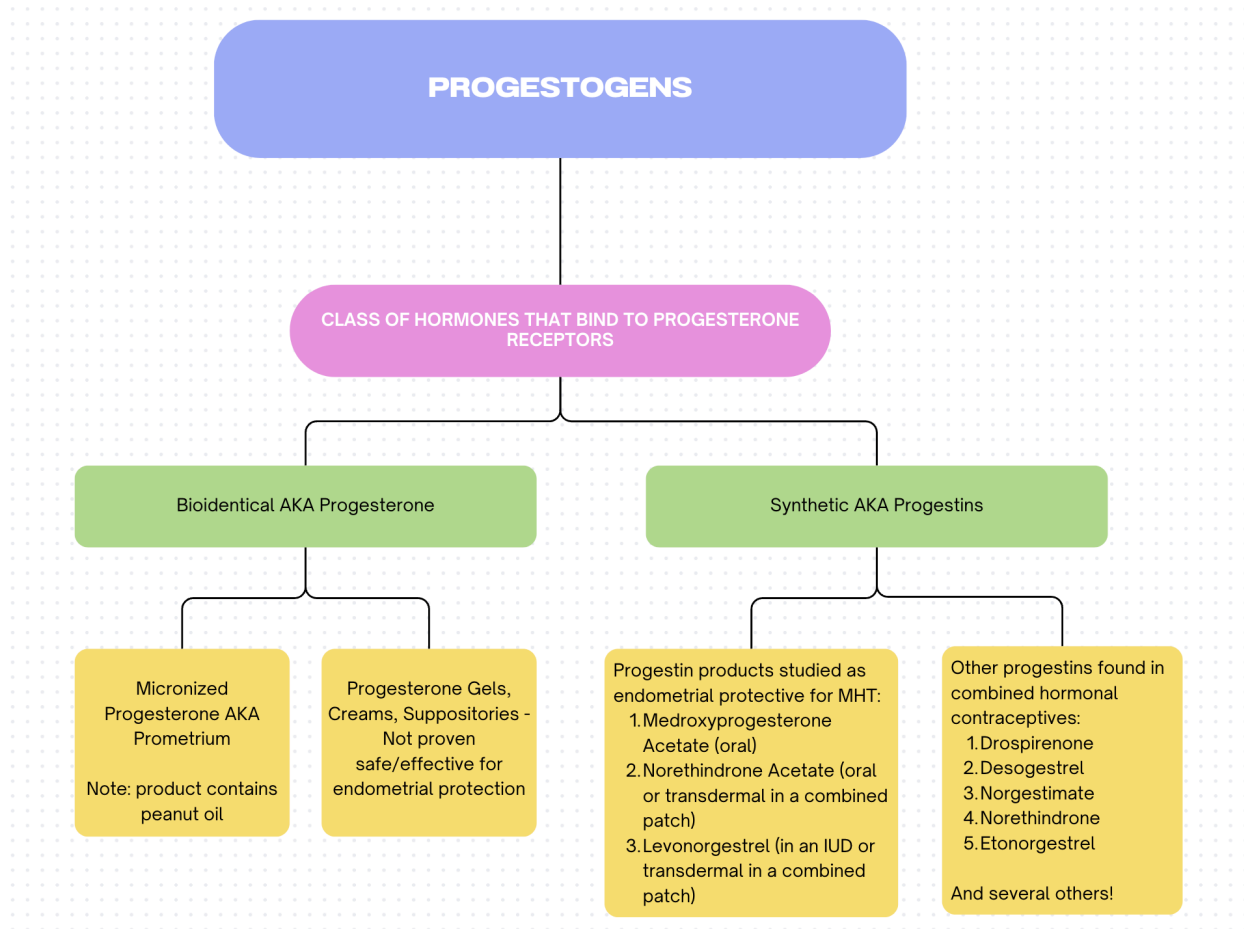 PROGESTOGENS
CLASS OF HORMONES THAT BIND TO PROGESTERONE
RECEPTORS
Bioidentical AKA Progesterone
Synthetic AKA Progestins
Micronized
Progesterone AKA
Prometrium
Note: product contains
peanut oil
Progesterone Gels,
Creams, Suppositories -
Not proven
safe/effective for
endometrial protection
Progestin products studied as
endometrial protective for MHT:
1. Medroxyprogesterone
Acetate (oral)
2. Norethindrone Acetate (oral
or transdermal in a combined
patch)
3. Levonorgestrel (in an IUD or
transdermal in a combined
patch)
Other progestins found in
combined hormonal
contraceptives:
1. Drospirenone
2. Desogestrel
3. Norgestimate
4. Norethindrone
5. Etonorgestrel
And several others!